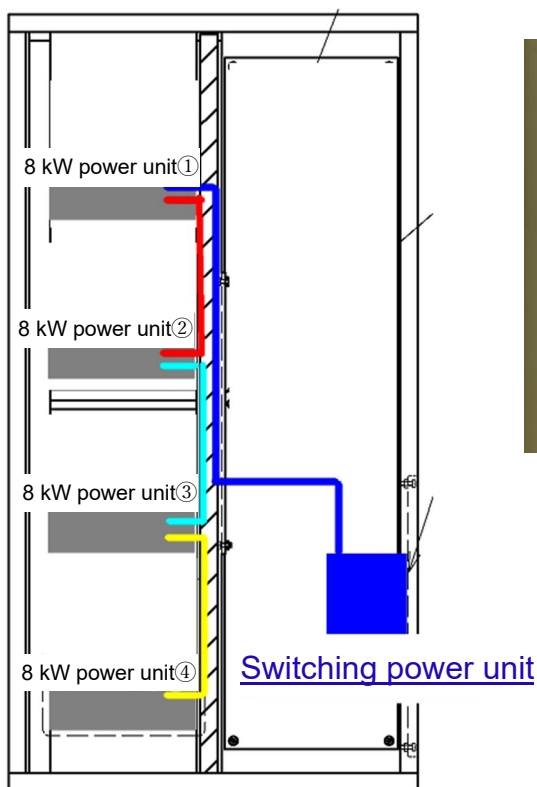 8 kW power unit①
8 kW power unit②
8 kW power unit③
8 kW power unit④
Switching power unit